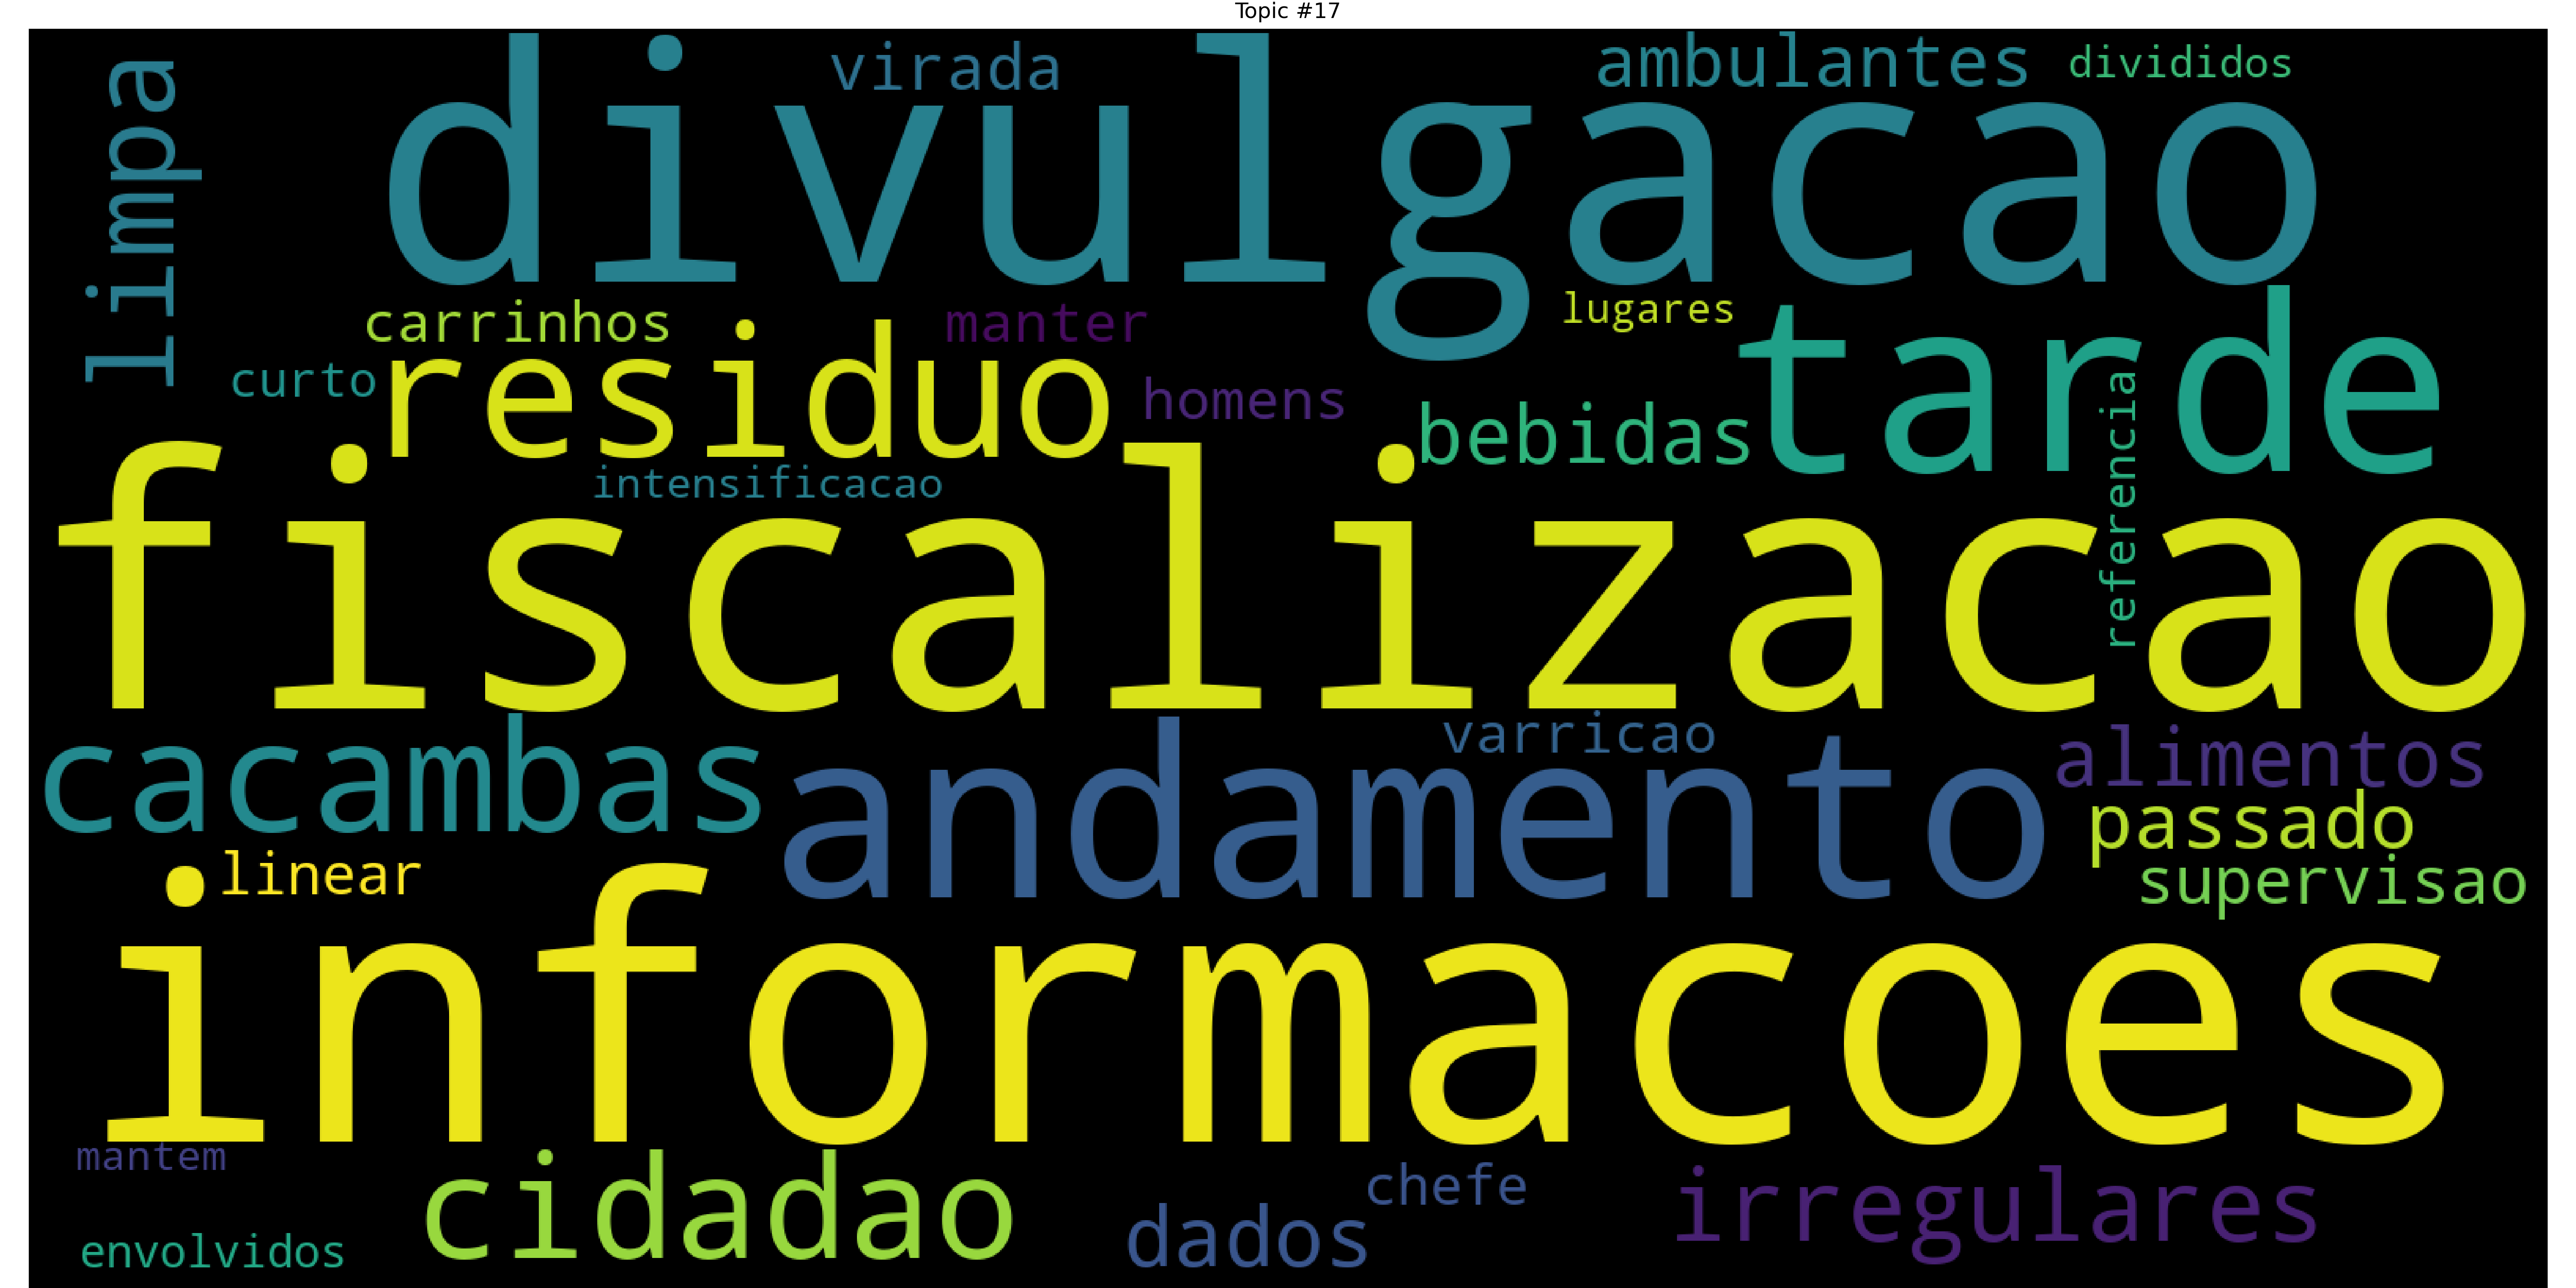 Topic #17
limpa
divulgacao
virada
ambulantes
divididos
carrinhos
manter
lugares
curto
residuo
homens
bebidas
tarde
referencia
intensificacao
fiscalizacao
cacambas
andamento
varricao
alimentos
passado
supervisao
linear
informacoes
mantem
cidadao
chefe
dados
irregulares
envolvidos